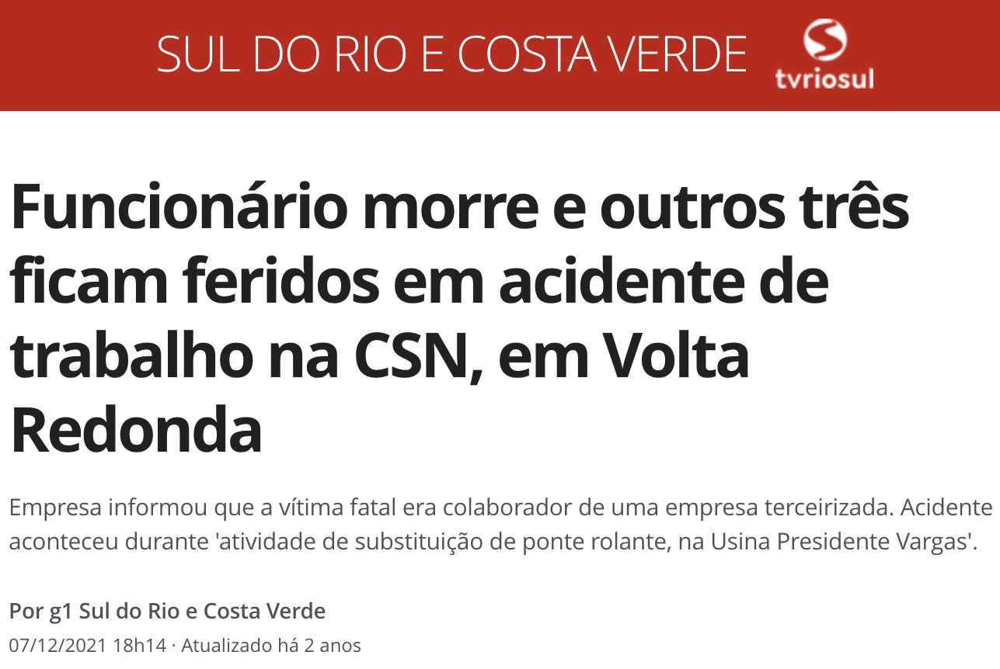 SUL DO RIO E COSTA VERDE
tvriosul
Funcionário morre e outros três
ficam feridos em acidente de
trabalho na CSN, em Volta
Redonda
Empresa informou que a vítima fatal era colaborador de uma empresa terceirizada. Acidente
aconteceu durante 'atividade de substituição de ponte rolante, na Usina Presidente Vargas'.
Por g1 Sul do Rio e Costa Verde
07/12/2021 18h14 · Atualizado há 2 anos